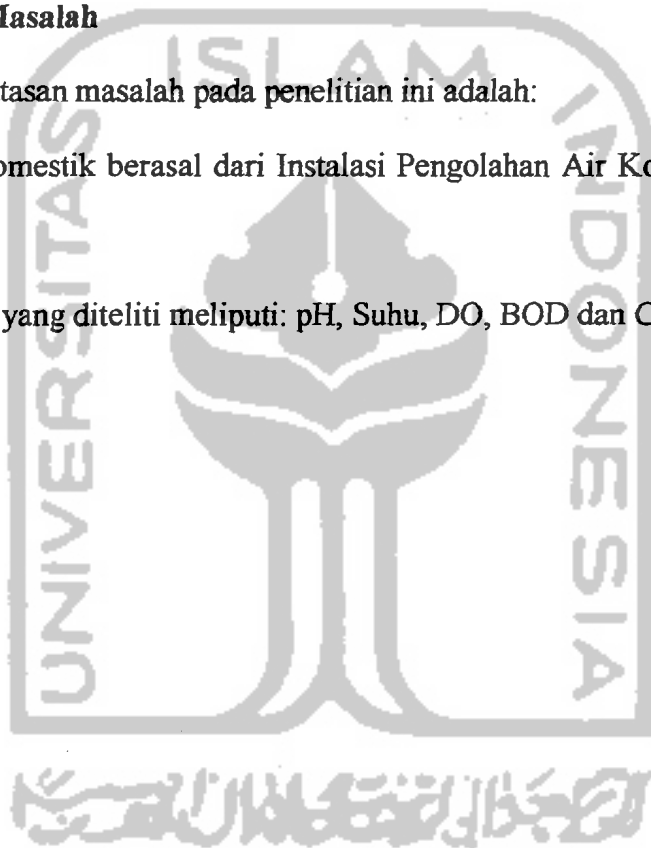 Masalah
tasan masalah pada penelitian ini adalah:
omestik berasal dari Instalasi Pengolahan Air Ko
yang diteliti meliputi: pH, Suhu, DO, BOD dan C
ISLAM
UNIVERSITAS
INDONESIA